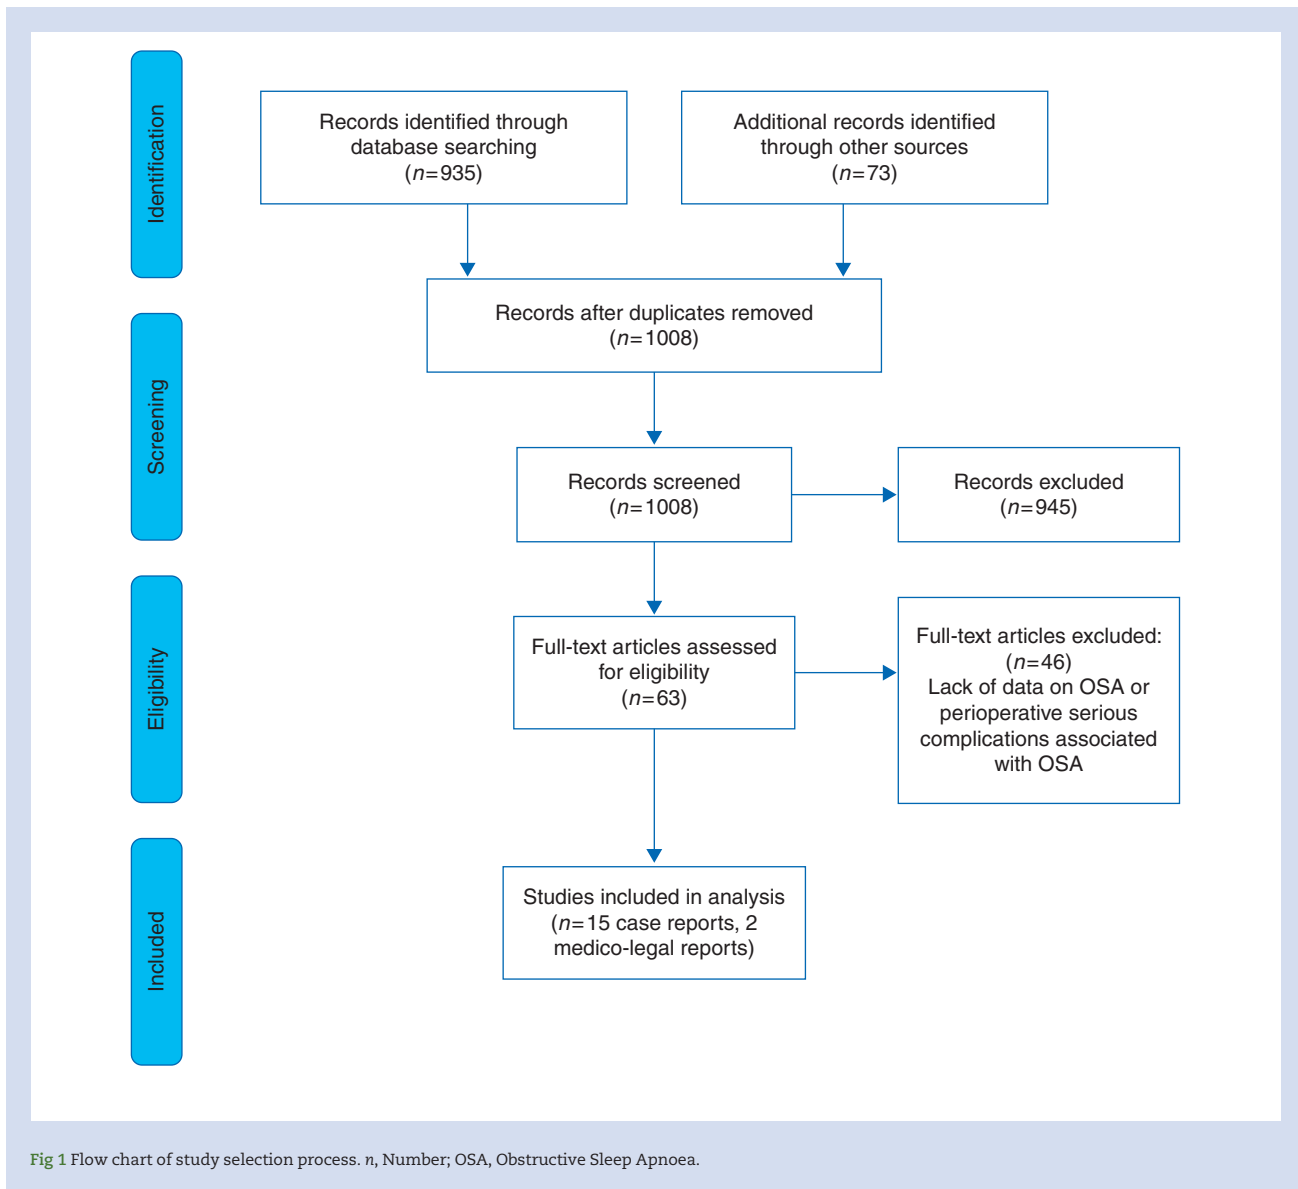 Identification
Records identified through
database searching
(n=935)
Additional records identified
through other sources
(n=73)
Records after duplicates removed
(n=1008)
Screening
Records screened
(n=1008)
Records excluded
(n=945)
Eligibility
Full-text articles assessed
for eligibility
(n=63)
Full-text articles excluded:
(n=46)
Lack of data on OSA or
perioperative serious
complications associated
with OSA
Included
Studies included in analysis
(n=15 case reports, 2
medico-legal reports)
Fig 1 Flow chart of study selection process. n, Number; OSA, Obstructive Sleep Apnoea.